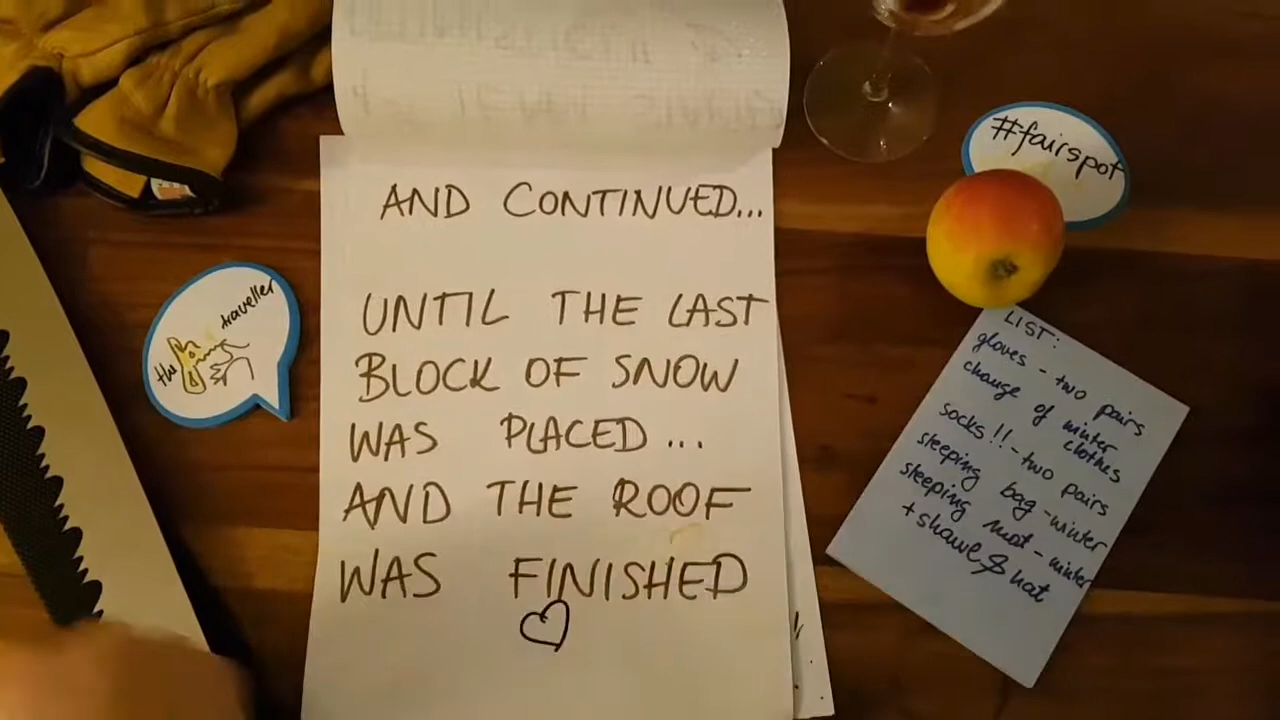 AND CONTINUED...
UNTIL THE LAST
BLOCK OF SNOW
WAS PLACED...
AND THE ROOF
WAS FINISHED
the
traveller
#fairspot
LIST:
gloves - two pairs
change of winter
clothes
socks!! - two pairs
sleeping bag - winter
sleeping mat - winter
+ shawl & hat